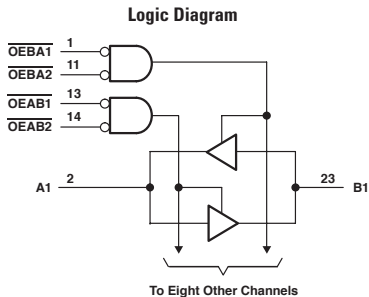 Logic Diagram
OEBA1 1
OEBA2 11
OEAB1 13
OEAB2 14
A1 2
23 B1
To Eight Other Channels